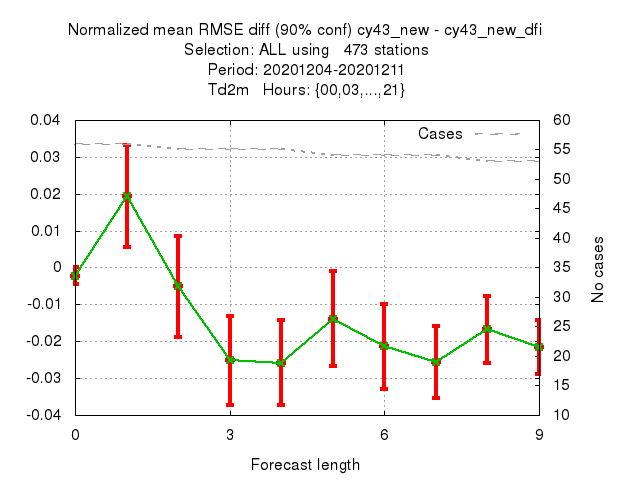 Normalized mean RMSE diff (90% conf) cy43_new - cy43_new_dfi
Selection: ALL using 473 stations
Period: 20201204-20201211
Td2m Hours: {00,03,...,21}
Cases
0.04
0.03
0.02
0.01
0
-0.01
-0.02
-0.03
-0.04
60
55
50
45
40
35
30
25
20
15
10
No cases
0 3 6 9
Forecast length